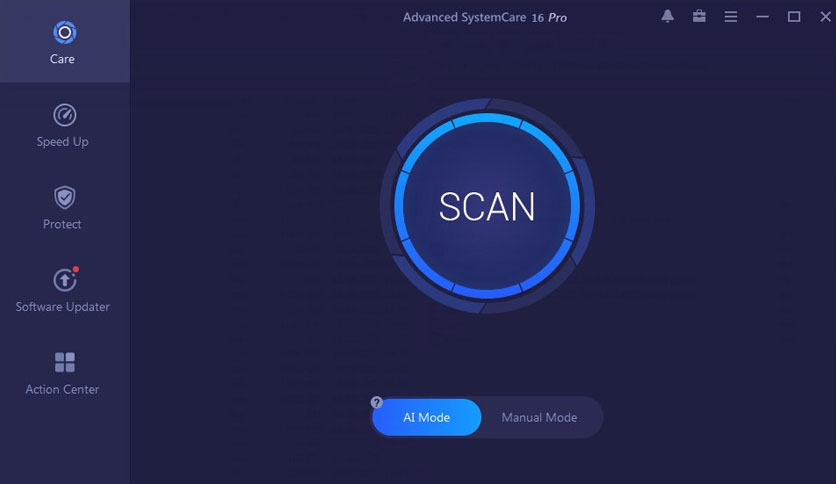 Advanced SystemCare 16 Pro
Care
Speed Up
Protect
Software Updater
Action Center
SCAN
?
AI Mode
Manual Mode